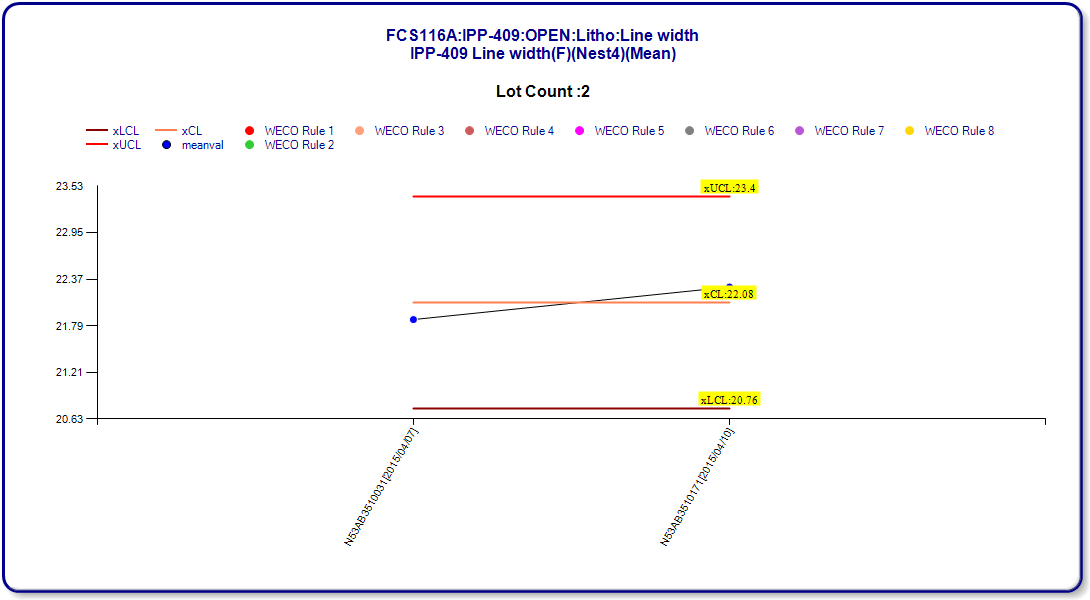 FCS116A:IPP-409:OPEN:Litho:Line width
IPP-409 Line width(F)(Nest4)(Mean)
Lot Count :2
xLCL xCL WECO Rule 1 WECO Rule 3 WECO Rule 4 WECO Rule 5 WECO Rule 6 WECO Rule 7 WECO Rule 8
xUCL meanval WECO Rule 2
23.53
xUCL:23.4
22.95
22.37
xCL:22.08
21.79
21.21
xLCL:20.76
20.63
N53AB3510031[2015/04/07]
N53AB3510171[2015/04/10]